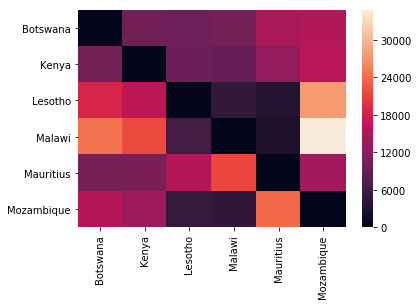 Botswana
Kenya
Lesotho
Malawi
Mauritius
Mozambique
Botswana
Kenya
Lesotho
Malawi
Mauritius
Mozambique
30000
24000
18000
12000
6000
0